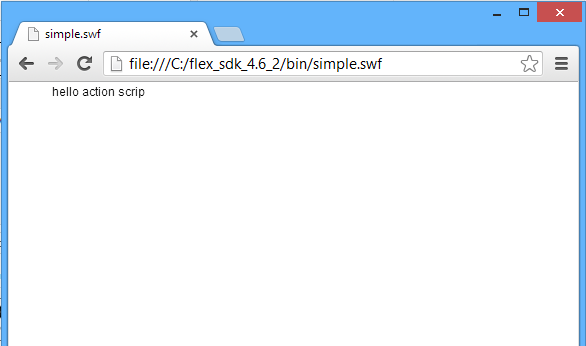 simple.swf
file:///C:/flex_sdk_4.6_2/bin/simple.swf
hello action scrip